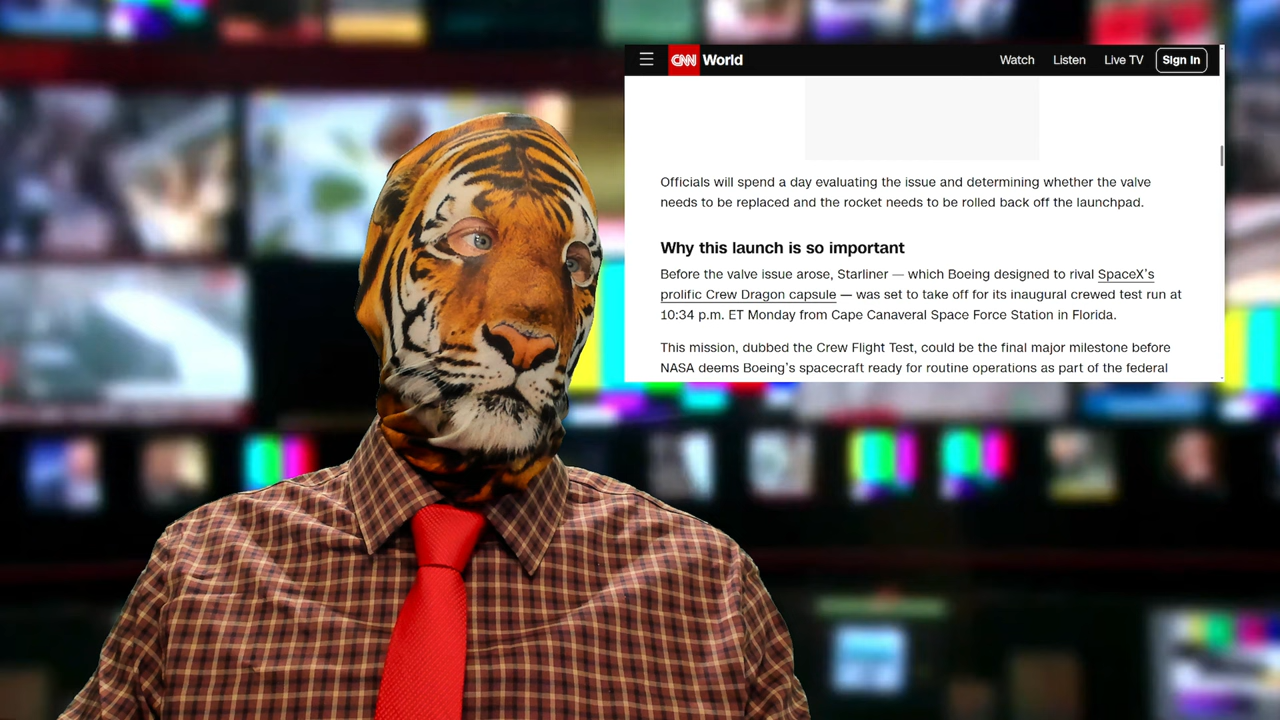 CNN World Watch Listen Live TV Sign In
Officials will spend a day evaluating the issue and determining whether the valve
needs to be replaced and the rocket needs to be rolled back off the launchpad.
Why this launch is so important
Before the valve issue arose, Starliner — which Boeing designed to rival SpaceX's
prolific Crew Dragon capsule — was set to take off for its inaugural crewed test run at
10:34 p.m. ET Monday from Cape Canaveral Space Force Station in Florida.
This mission, dubbed the Crew Flight Test, could be the final major milestone before
NASA deems Boeing's spacecraft ready for routine operations as part of the federal